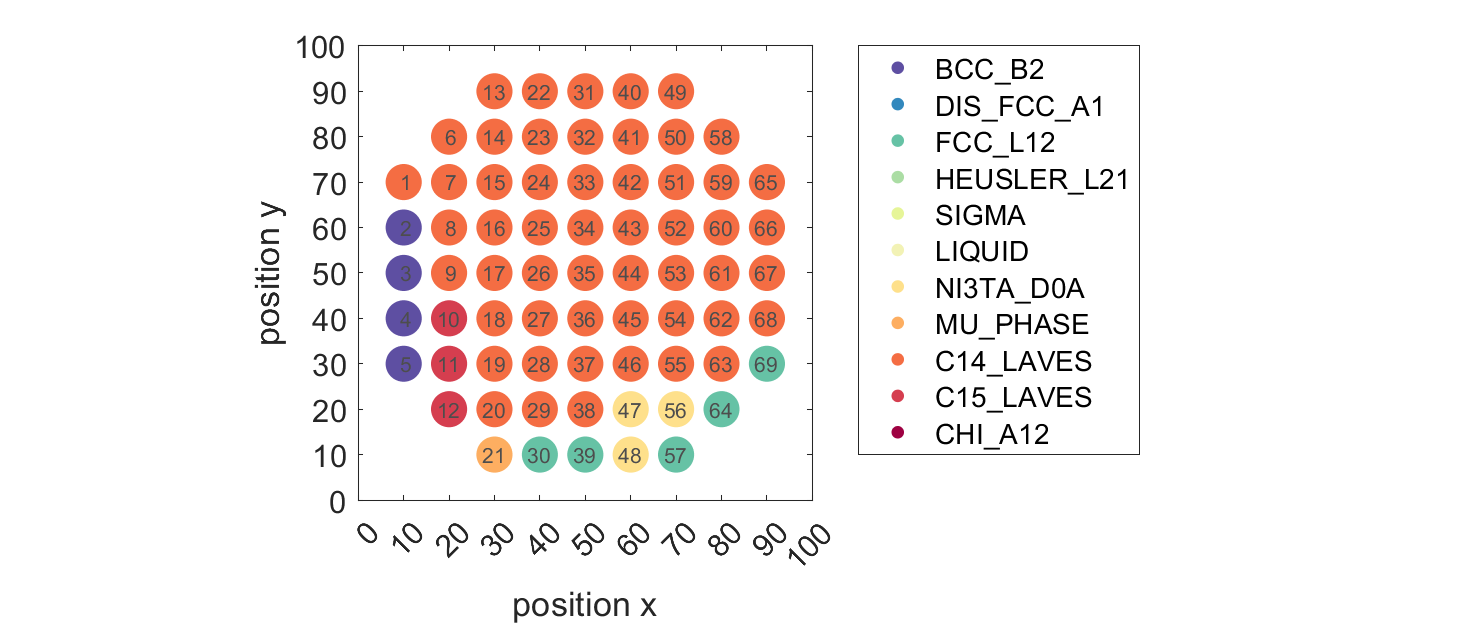 100
90 13 22 31 40 49
80 6 14 23 32 41 50 58
70 1 7 15 24 33 42 51 59 65
60 2 8 16 25 34 43 52 60 66
50 3 9 17 26 35 44 53 61 67
40 4 10 18 27 36 45 54 62 68
30 5 11 19 28 37 46 55 63 69
20 12 20 29 38 47 56 64
10 21 30 39 48 57
0
position y
0 10 20 30 40 50 60 70 80 90 100
position x
BCC_B2
DIS_FCC_A1
FCC_L12
HEUSLER_L21
SIGMA
LIQUID
NI3TA_D0A
MU_PHASE
C14_LAVES
C15_LAVES
CHI_A12